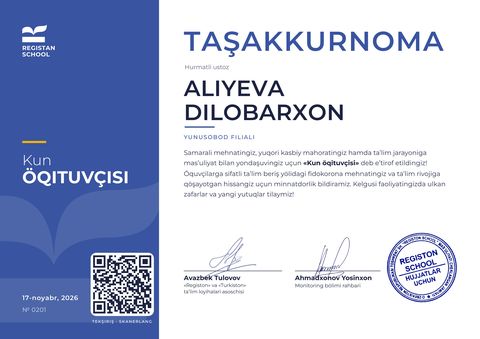 REGISTAN
SCHOOL
Kun
ÖQITUVÇISI
17-noyabr, 2026
№ 0201
TEKŞIRIŞ - SKANERLANG
TAŞAKKURNOMA
Hurmatli ustoz
ALIYEVA
DILOBARXON
YUNUSOBOD FILIALI
Samarali mehnatingiz, yuqori kasbiy mahoratingiz hamda ta'lim jarayoniga
mas'uliyat bilan yondaşuvingiz uçun «Kun öqituvçisi» deb e'tirof etildingiz!
Öquvçilarga sifatli ta'lim beriş yölidagi fidokorona mehnatingiz va ta'lim rivojiga
qöşayotgan hissangiz uçun minnatdorlik bildiramiz. Kelgusi faoliyatingizda ulkan
zafarlar va yangi yutuqlar tilaymiz!
Avazbek Tulovov
«Registon» va «Turkiston»
ta'lim loyihalari asosçhisi
Ahmadxonov Yosinxon
Monitoring bölimi rahbari
REGISTON
SCHOOL
HUJJATLAR
UCHUN